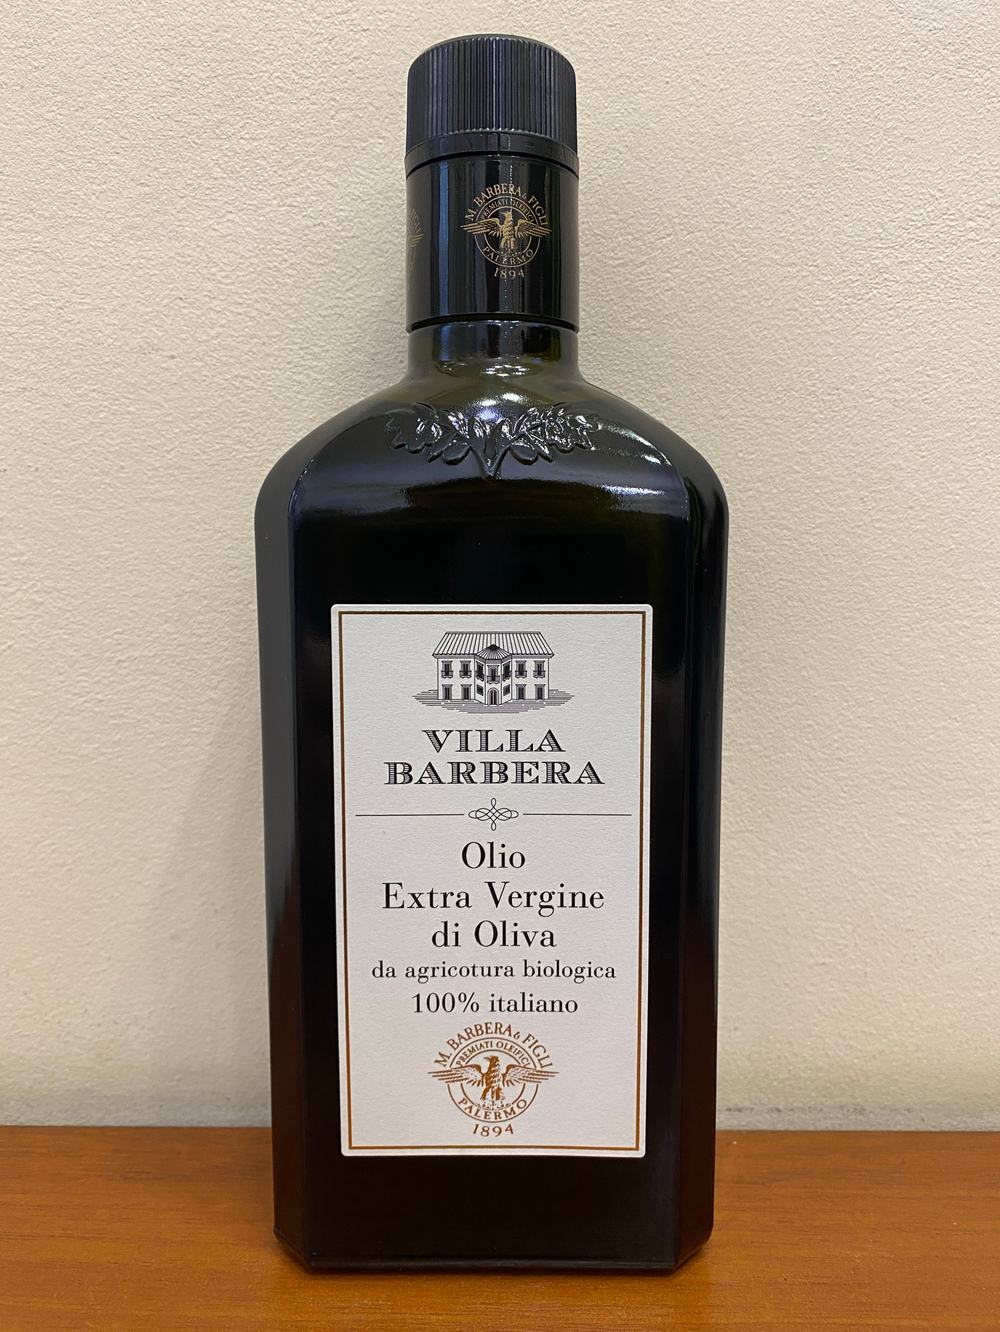 M. BARBERA & FIGLI
PREMIATI OLEIFICI
PALERMO
1894
VILLA
BARBERA
Olio
Extra Vergine
di Oliva
da agricotura biologica
100% italiano
M. BARBERA & FIGLI
PREMIATI OLEIFICI
PALERMO
1894